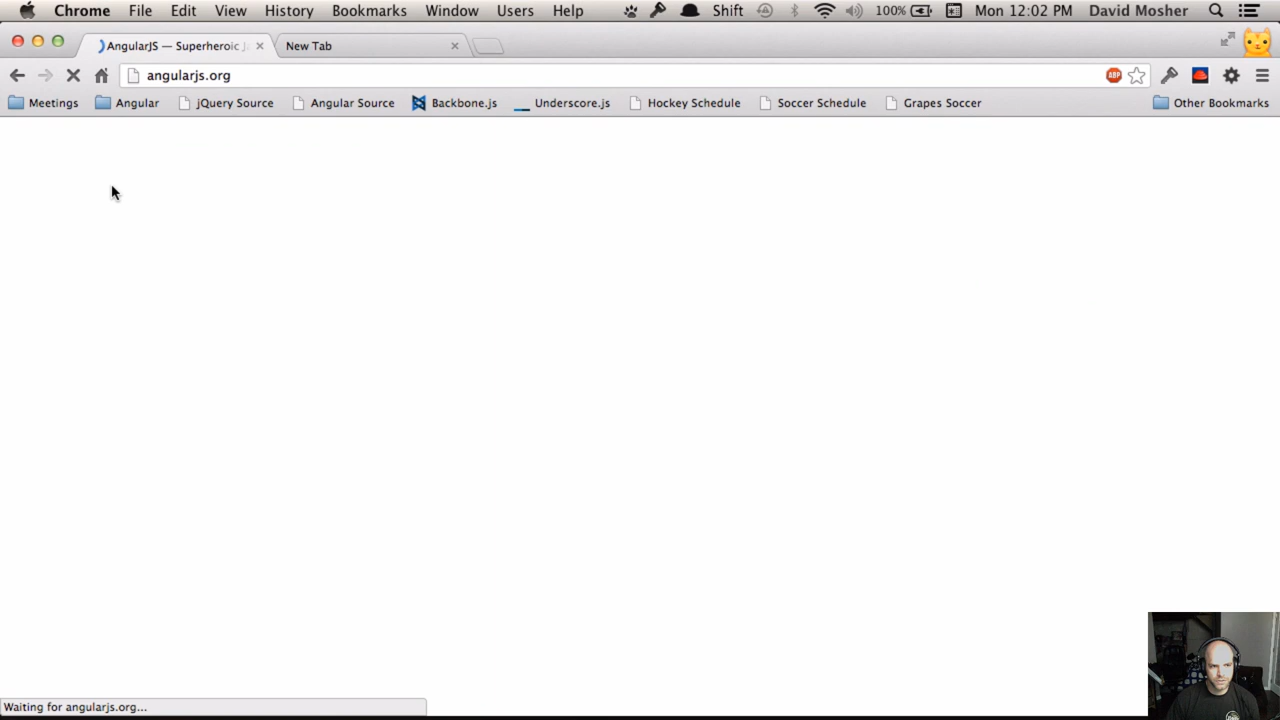 Chrome File Edit View History Bookmarks Window Users Help Shift 100% Mon 12:02 PM David Mosher
AngularJS — Superheroic J New Tab
angularjs.org ABP
Meetings Angular jQuery Source Angular Source Backbone.js Underscore.js Hockey Schedule Soccer Schedule Grapes Soccer Other Bookmarks
Waiting for angularjs.org...